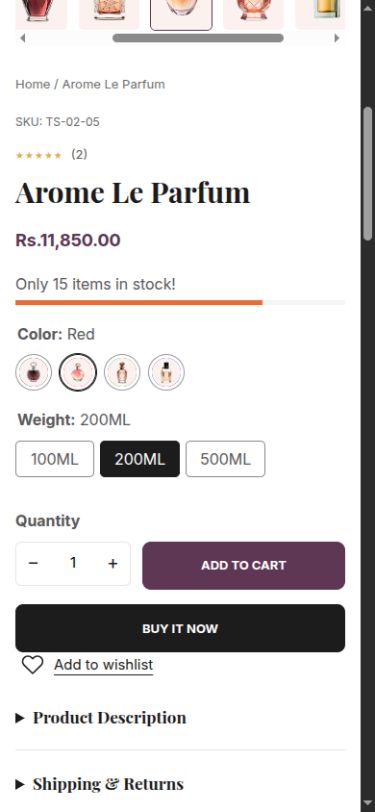 Home / Arome Le Parfum
SKU: TS-02-05
(2)
Arome Le Parfum
Rs.11,850.00
Only 15 items in stock!
Color: Red
Weight: 200ML
100ML 200ML 500ML
Quantity
− 1 + ADD TO CART
BUY IT NOW
Add to wishlist
Product Description
Shipping & Returns